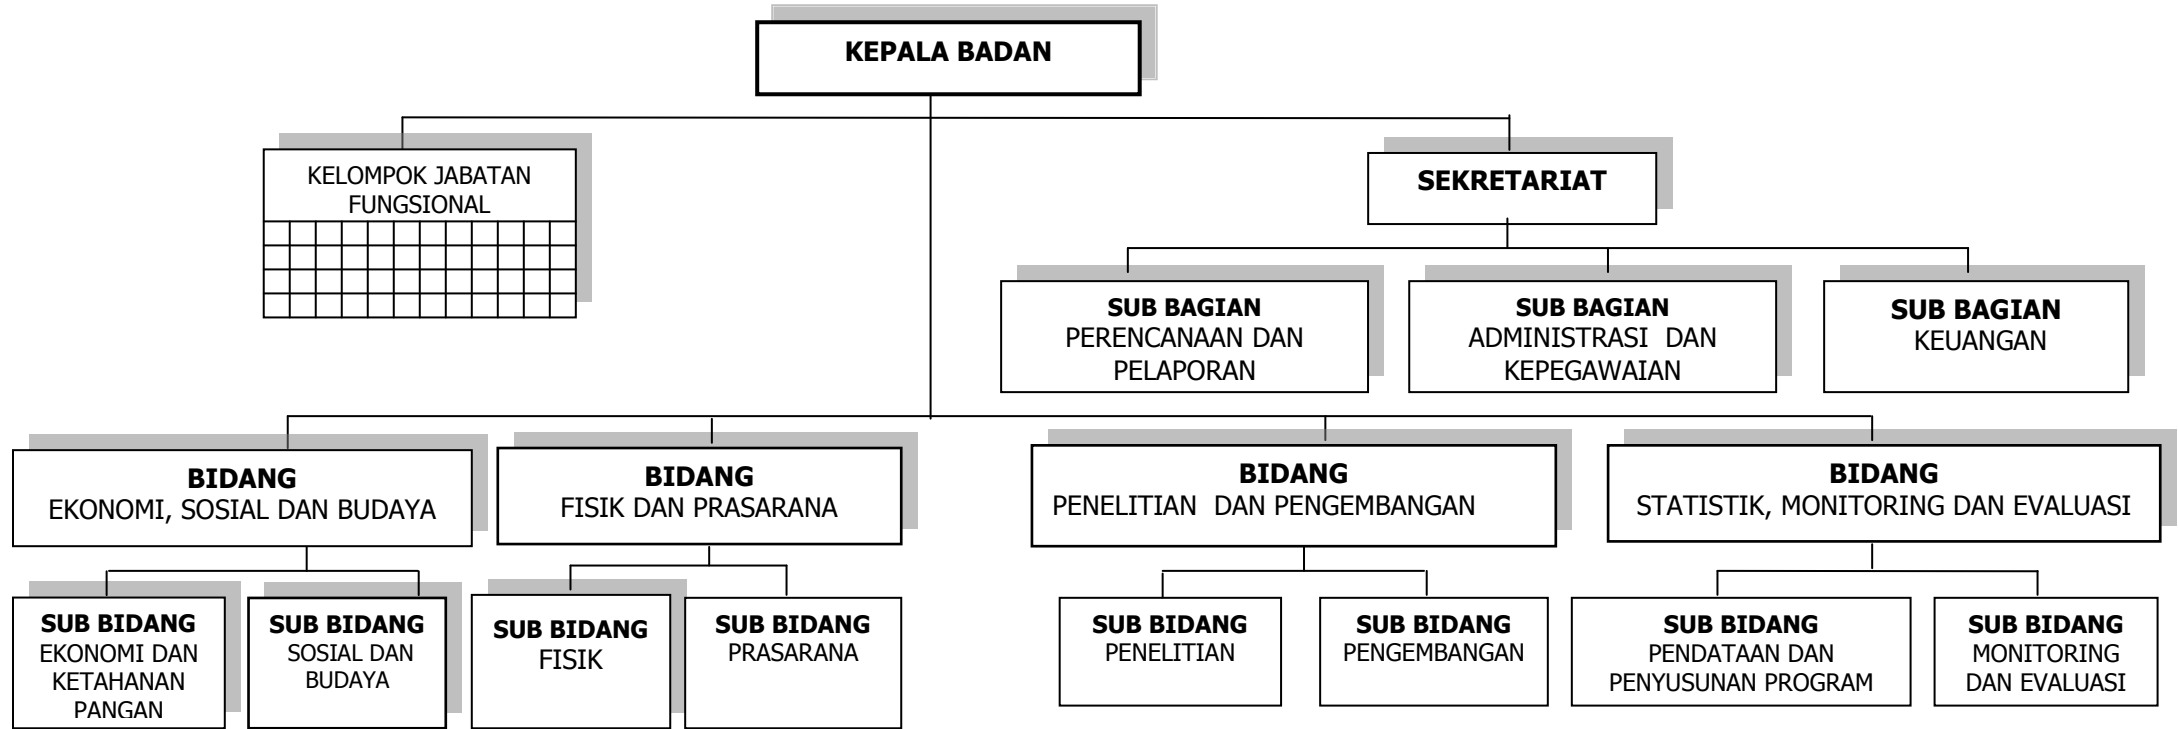 KEPALA BADAN
KELOMPOK JABATAN
FUNGSIONAL
SEKRETARIAT
SUB BAGIAN
PERENCANAAN DAN
PELAPORAN
SUB BAGIAN
ADMINISTRASI DAN
KEPEGAWAIAN
SUB BAGIAN
KEUANGAN
BIDANG
EKONOMI, SOSIAL DAN BUDAYA
BIDANG
FISIK DAN PRASARANA
BIDANG
PENELITIAN DAN PENGEMBANGAN
BIDANG
STATISTIK, MONITORING DAN EVALUASI
SUB BIDANG
EKONOMI DAN
KETAHANAN
PANGAN
SUB BIDANG
SOSIAL DAN
BUDAYA
SUB BIDANG
FISIK
SUB BIDANG
PRASARANA
SUB BIDANG
PENELITIAN
SUB BIDANG
PENGEMBANGAN
SUB BIDANG
PENDATAAN DAN
PENYUSUNAN PROGRAM
SUB BIDANG
MONITORING
DAN EVALUASI